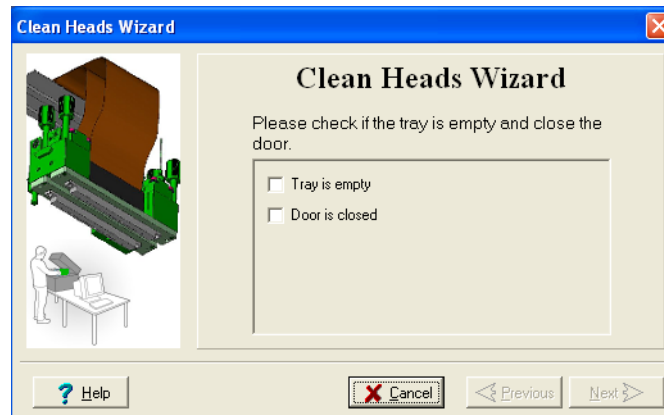 Clean Heads Wizard
Clean Heads Wizard
Please check if the tray is empty and close the
door.
Tray is empty
Door is closed
? Help
Cancel
Previous
Next